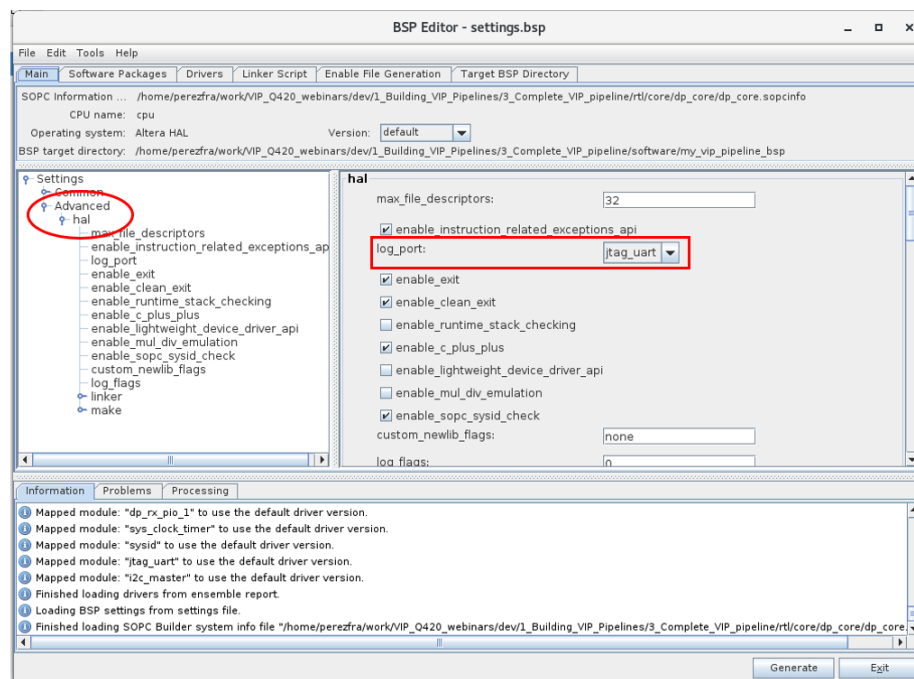 BSP Editor - settings.bsp
File Edit Tools Help
Main Software Packages Drivers Linker Script Enable File Generation Target BSP Directory
SOPC Information ... /home/perezfra/work/VIP_Q420_webinars/dev/1_Building_VIP_Pipelines/3_Complete_VIP_pipeline/rtl/core/dp_core/dp_core.sopcinfo
CPU name: cpu
Operating system: Altera HAL Version: default
BSP target directory: /home/perezfra/work/VIP_Q420_webinars/dev/1_Building_VIP_Pipelines/3_Complete_VIP_pipeline/software/my_vip_pipeline_bsp
Settings
Common
Advanced
hal
max_file_descriptors
enable_instruction_related_exceptions_ap
log_port
enable_exit
enable_clean_exit
enable_runtime_stack_checking
enable_c_plus_plus
enable_lightweight_device_driver_api
enable_mul_div_emulation
enable_sopc_sysid_check
custom_newlib_flags
log_flags
linker
make
hal
max_file_descriptors: 32
enable_instruction_related_exceptions_api
log_port: jtag_uart
enable_exit
enable_clean_exit
enable_runtime_stack_checking
enable_c_plus_plus
enable_lightweight_device_driver_api
enable_mul_div_emulation
enable_sopc_sysid_check
custom_newlib_flags: none
log_flags: 0
Information Problems Processing
Mapped module: "dp_rx_pio_1" to use the default driver version.
Mapped module: "sys_clock_timer" to use the default driver version.
Mapped module: "sysid" to use the default driver version.
Mapped module: "jtag_uart" to use the default driver version.
Mapped module: "i2c_master" to use the default driver version.
Finished loading drivers from ensemble report.
Loading BSP settings from settings file.
Finished loading SOPC Builder system info file "/home/perezfra/work/VIP_Q420_webinars/dev/1_Building_VIP_Pipelines/3_Complete_VIP_pipeline/rtl/core/dp_core/dp_core.
Generate Exit